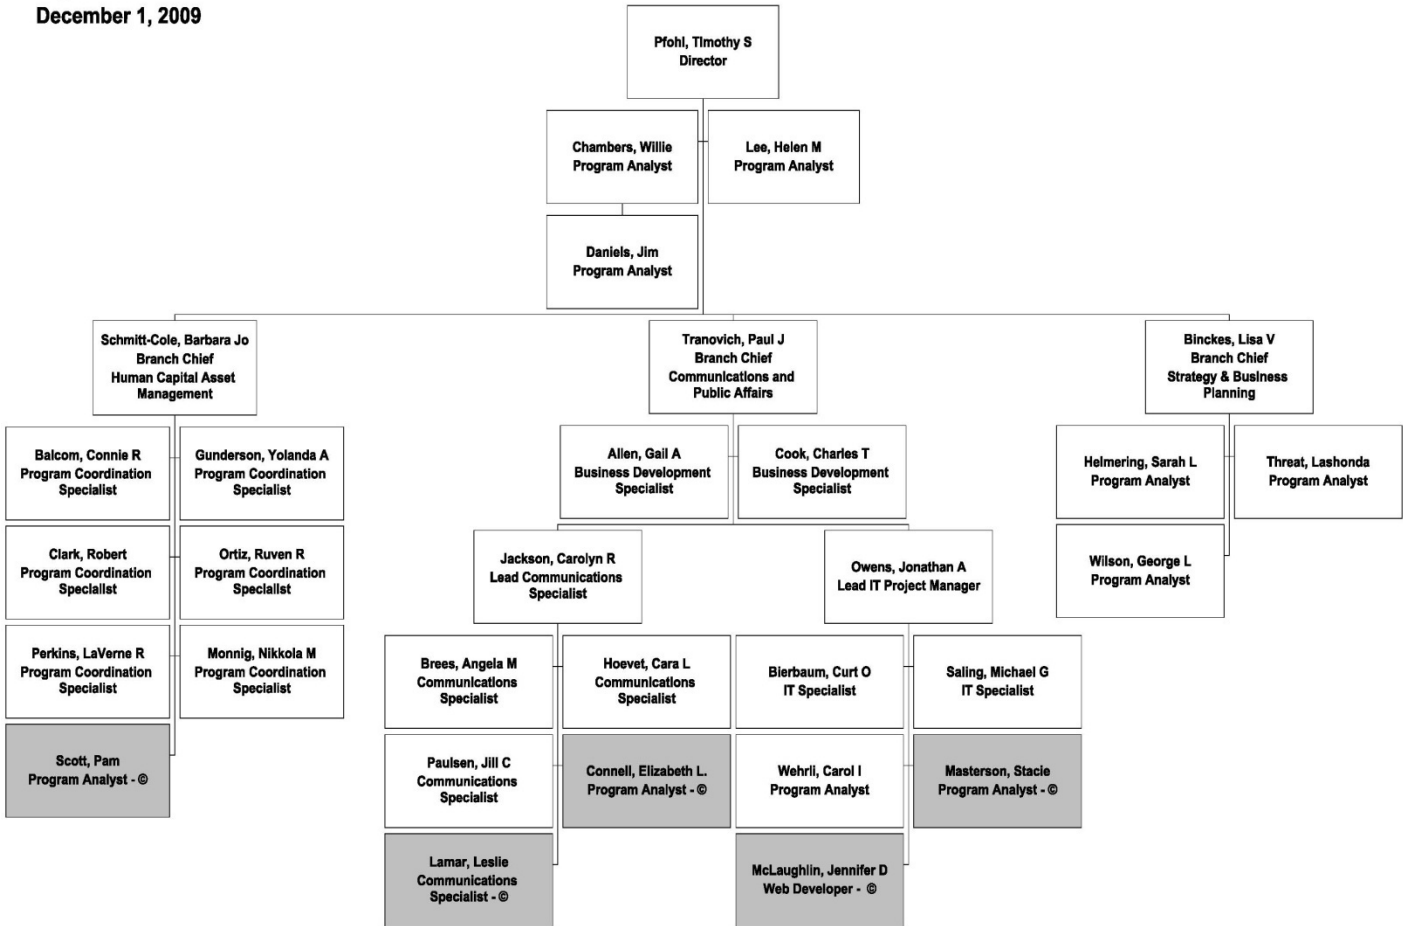 December 1, 2009
Pfohl, Timothy S
Director
Chambers, Willie
Program Analyst
Lee, Helen M
Program Analyst
Daniels, Jim
Program Analyst
Schmitt-Cole, Barbara Jo
Branch Chief
Human Capital Asset
Management
Tranovich, Paul J
Branch Chief
Communications and
Public Affairs
Binckes, Lisa V
Branch Chief
Strategy & Business
Planning
Balcom, Connie R
Program Coordination
Specialist
Gunderson, Yolanda A
Program Coordination
Specialist
Clark, Robert
Program Coordination
Specialist
Ortiz, Ruven R
Program Coordination
Specialist
Perkins, LaVerne R
Program Coordination
Specialist
Monnig, Nikkola M
Program Coordination
Specialist
Scott, Pam
Program Analyst - ©
Allen, Gail A
Business Development
Specialist
Cook, Charles T
Business Development
Specialist
Jackson, Carolyn R
Lead Communications
Specialist
Owens, Jonathan A
Lead IT Project Manager
Brees, Angela M
Communications
Specialist
Hoevet, Cara L
Communications
Specialist
Paulsen, Jill C
Communications
Specialist
Connell, Elizabeth L.
Program Analyst - ©
Lamar, Leslie
Communications
Specialist - ©
Bierbaum, Curt O
IT Specialist
Saling, Michael G
IT Specialist
Wehrli, Carol I
Program Analyst
Masterson, Stacie
Program Analyst - ©
McLaughlin, Jennifer D
Web Developer - ©
Helmering, Sarah L
Program Analyst
Threat, Lashonda
Program Analyst
Wilson, George L
Program Analyst